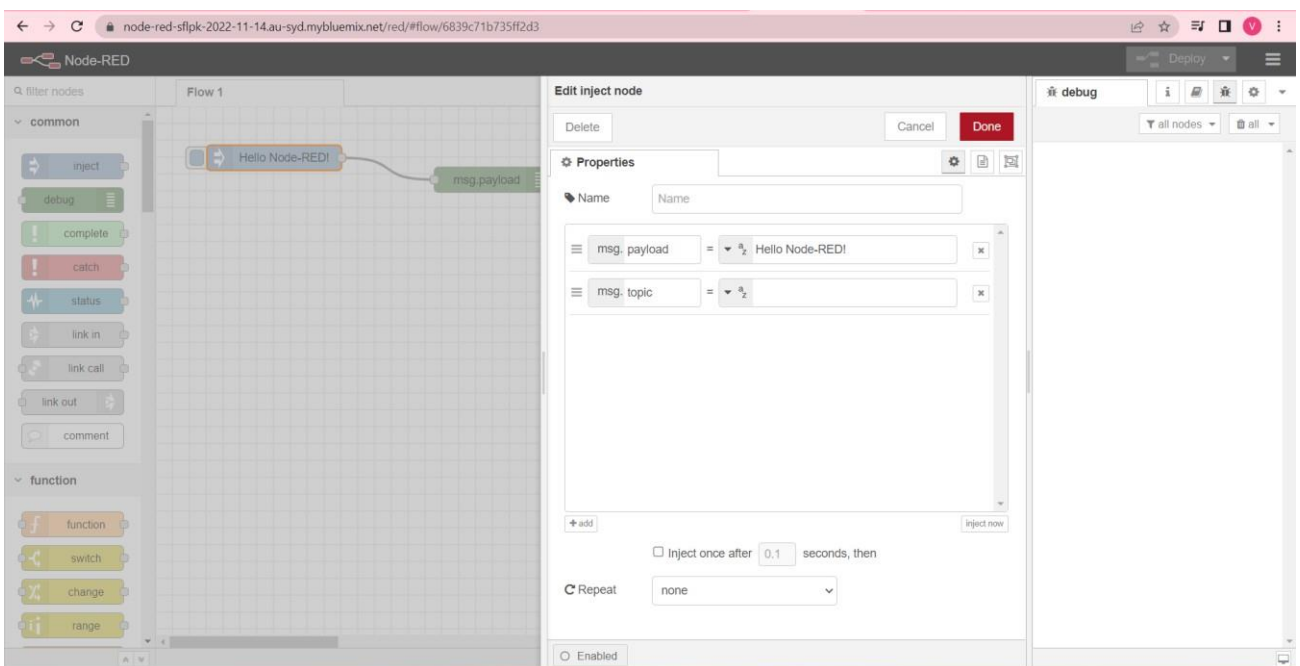 node-red-sflpk-2022-11-14.au-syd.mybluemix.net/red/#flow/6839c71b735ff2d3
V
Node-RED
Deploy
filter nodes
Flow 1
Edit inject node
debug
i
common
Delete
Cancel
Done
all nodes
all
inject
Hello Node-RED!
msg.payload
Properties
debug
Name
Name
complete
msg. payload = az Hello Node-RED!
catch
msg. topic = az
status
link in
link call
link out
comment
function
+ add
inject now
function
Inject once after 0.1 seconds, then
switch
change
Repeat none
range
Enabled